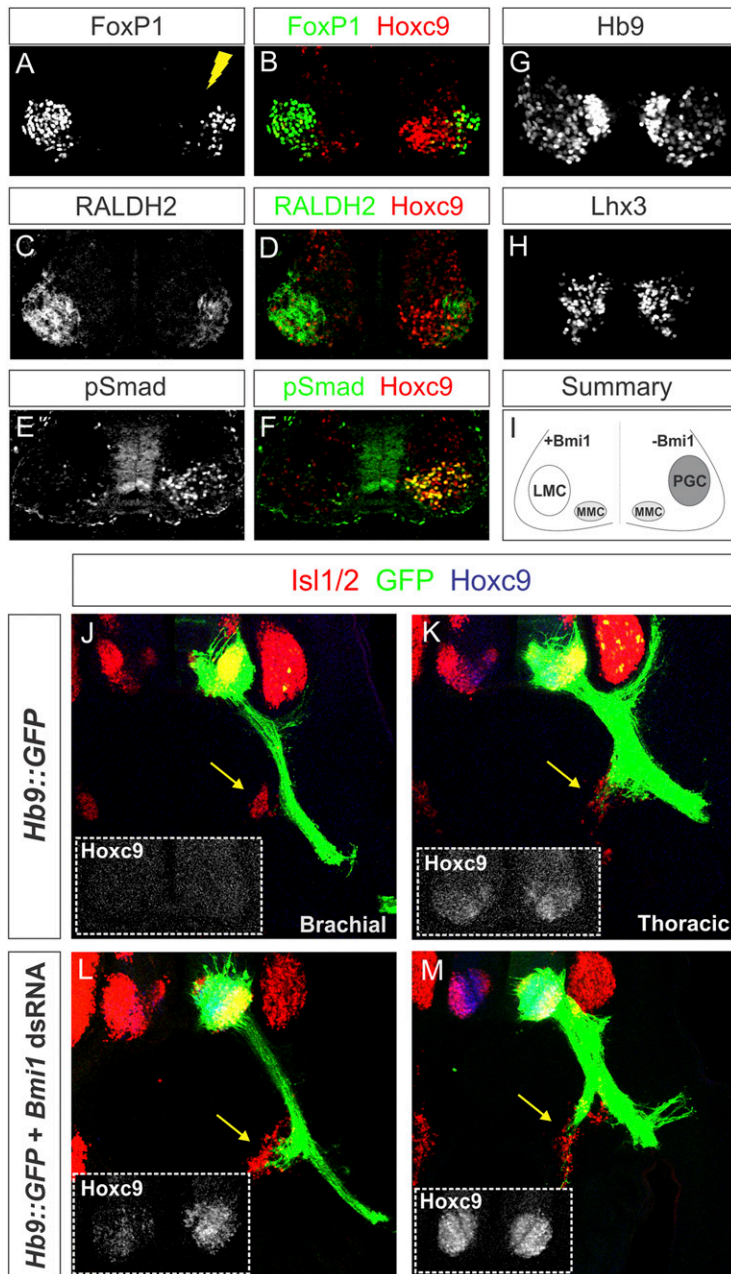 FoxP1
FoxP1 Hoxc9
Hb9
A
B
G
RALDH2
RALDH2 Hoxc9
Lhx3
C
D
H
pSmad
pSmad Hoxc9
Summary
E
F
I
+Bmi1
-Bmi1
LMC
MMC
MMC
PGC
Isl1/2 GFP Hoxc9
Hb9::GFP
J
Hoxc9
Brachial
K
Hoxc9
Thoracic
Hb9::GFP + Bmi1 dsRNA
L
Hoxc9
M
Hoxc9